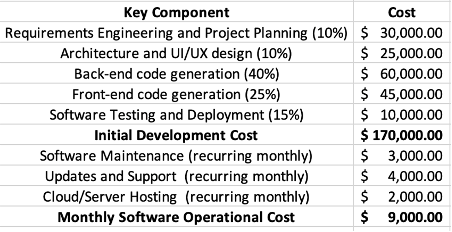 Key Component Cost
Requirements Engineering and Project Planning (10%) $ 30,000.00
Architecture and UI/UX design (10%) $ 25,000.00
Back-end code generation (40%) $ 60,000.00
Front-end code generation (25%) $ 45,000.00
Software Testing and Deployment (15%) $ 10,000.00
Initial Development Cost $ 170,000.00
Software Maintenance (recurring monthly) $ 3,000.00
Updates and Support (recurring monthly) $ 4,000.00
Cloud/Server Hosting (recurring monthly) $ 2,000.00
Monthly Software Operational Cost $ 9,000.00